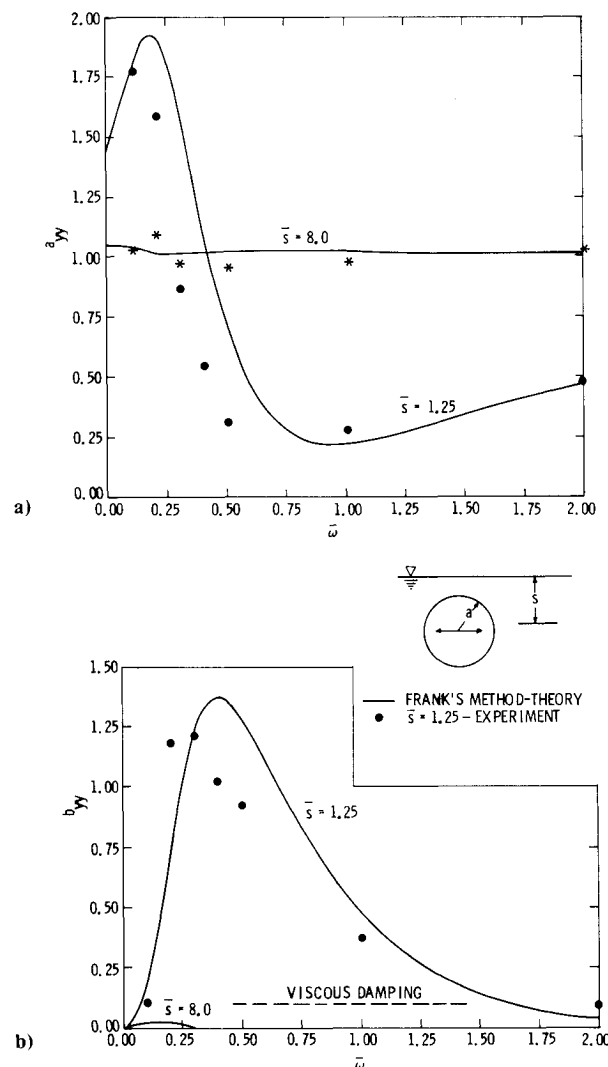 2.00
1.75
1.50
1.25
1.00
0.75
0.50
0.25
0.00
a_yy
s̄ = 8.0
s̄ = 1.25
0.00 0.25 0.50 0.75 1.00 1.25 1.50 1.75 2.00
ω̄
a)
s
a
FRANK'S METHOD-THEORY
s̄ = 1.25 – EXPERIMENT
1.50
1.25
1.00
0.75
0.50
0.25
0.00
b_yy
s̄ = 1.25
VISCOUS DAMPING
s̄ = 8.0
0.00 0.25 0.50 0.75 1.00 1.25 1.50 1.75 2.00
ω̄
b)